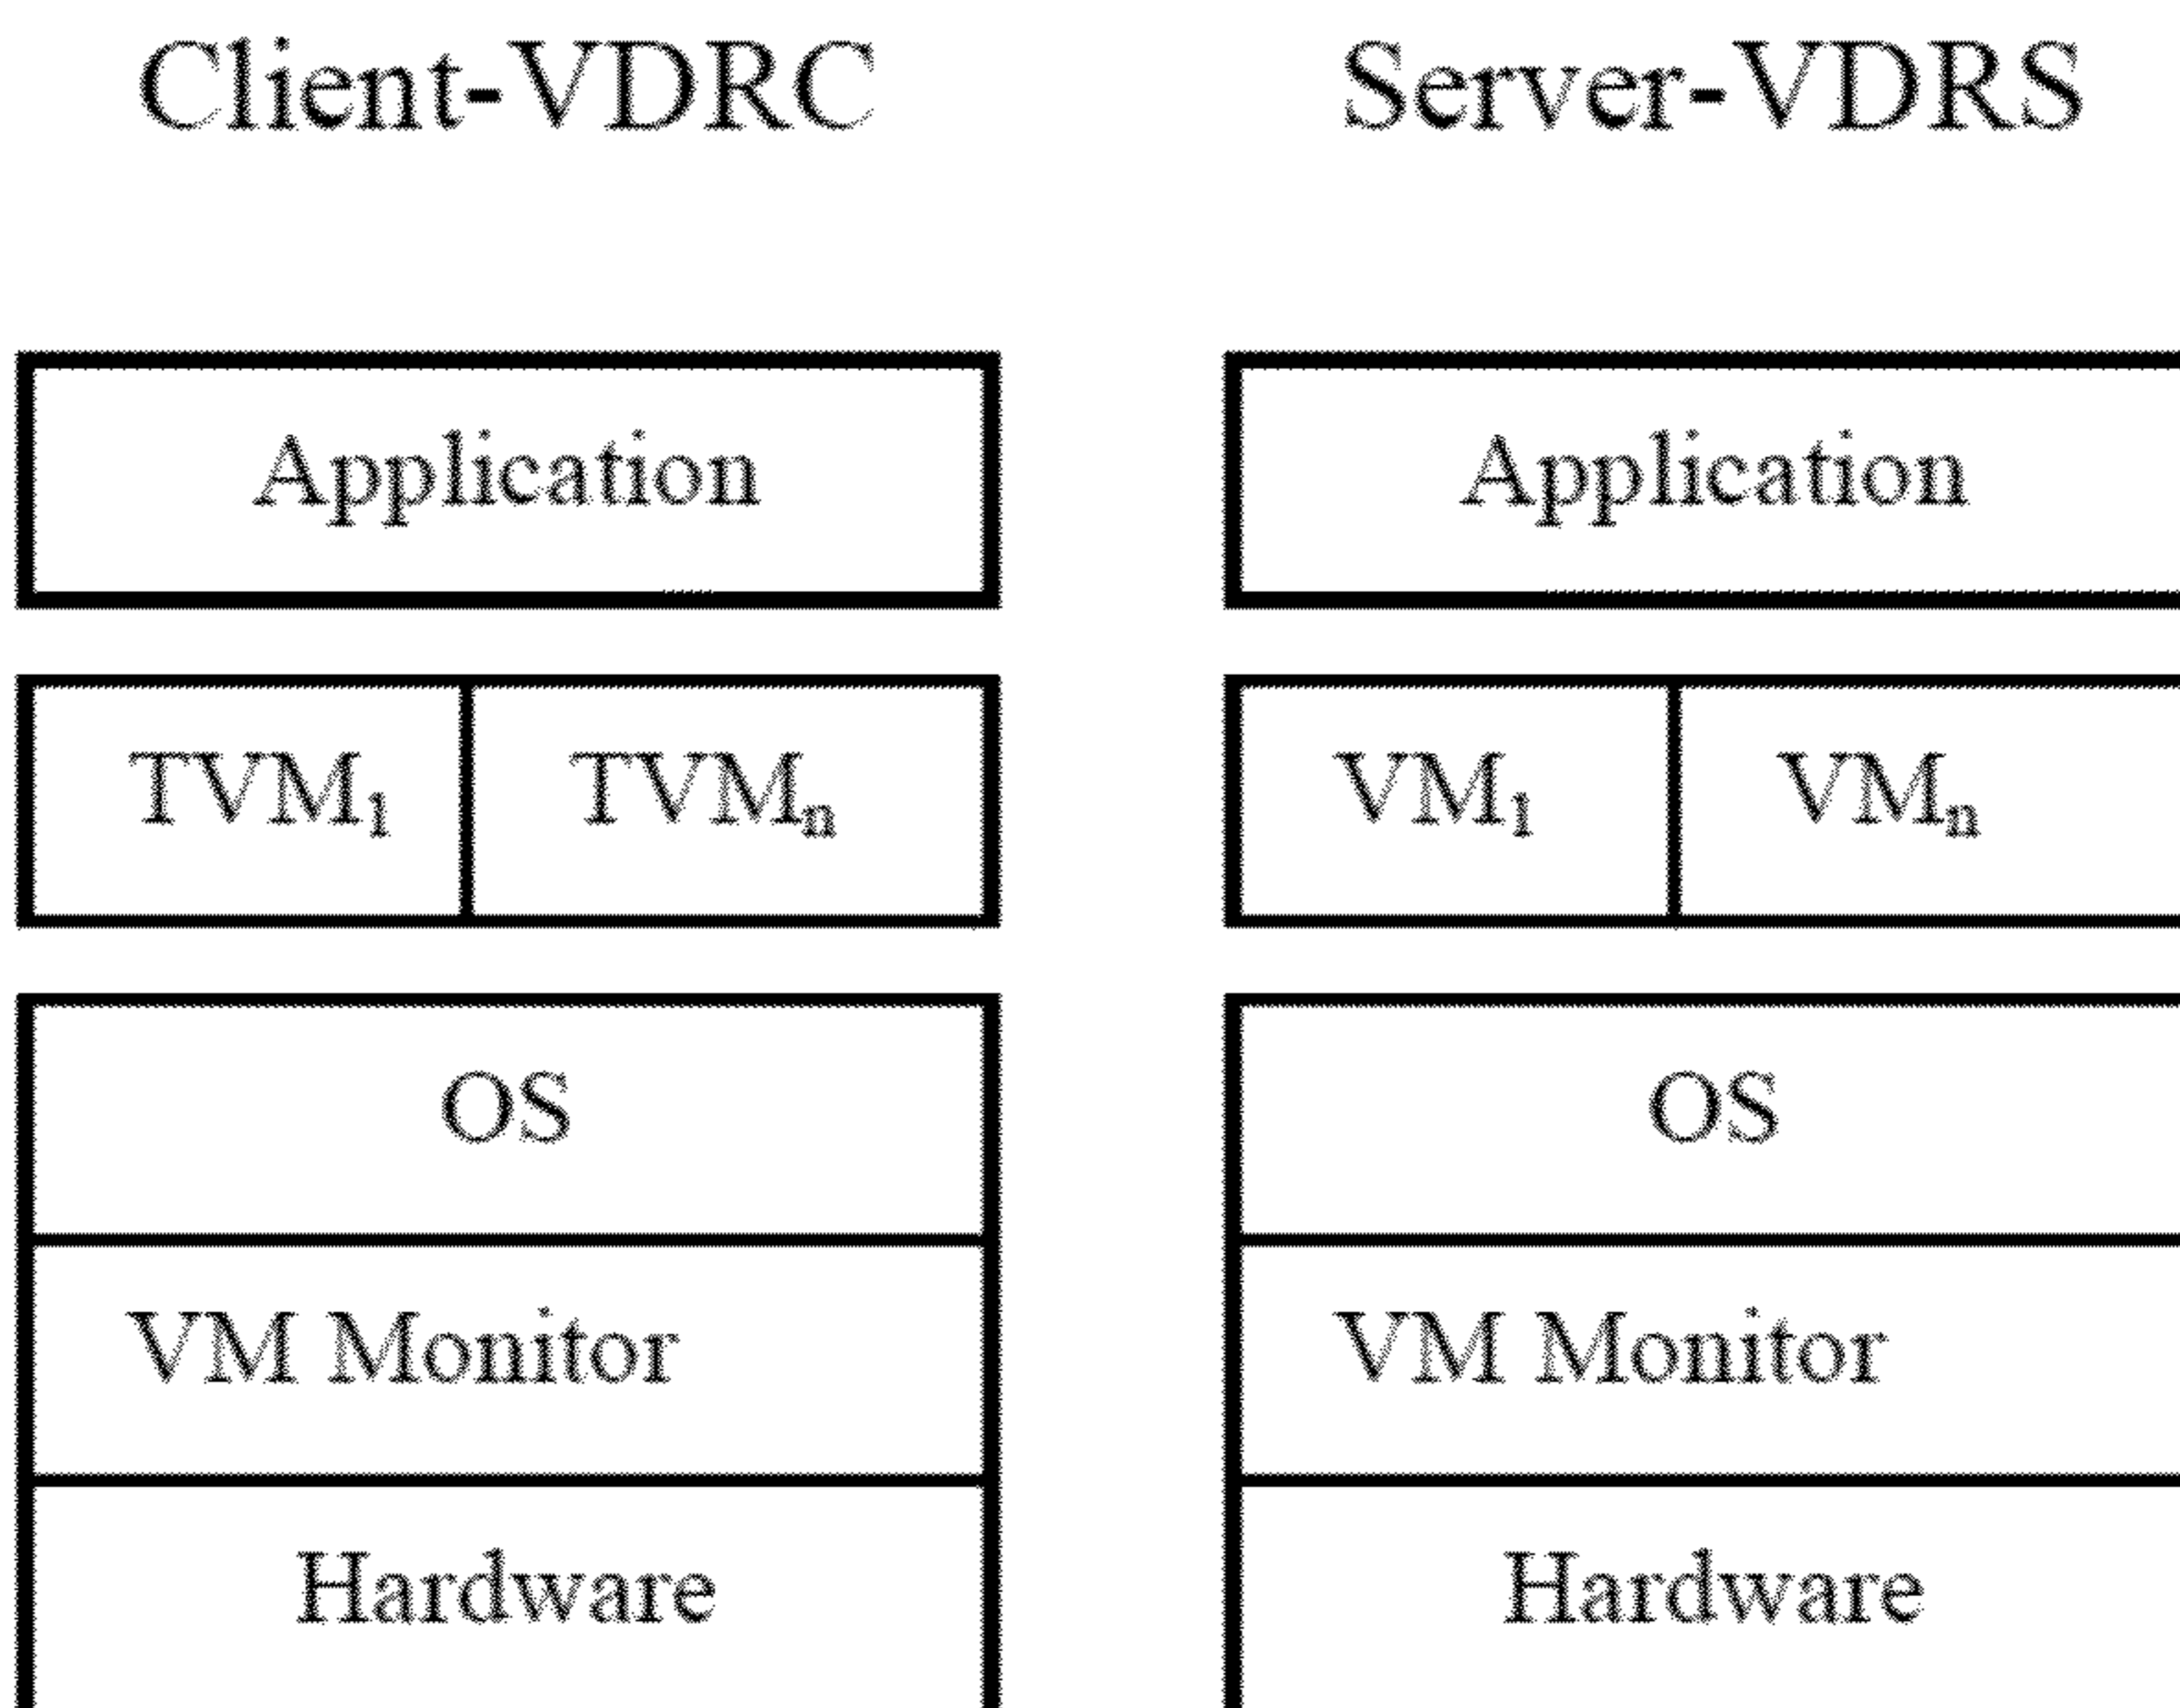 Client-VDRC
Server-VDRS
Application
Application
TVM₁ TVMₙ
VM₁ VMₙ
OS
OS
VM Monitor
VM Monitor
Hardware
Hardware